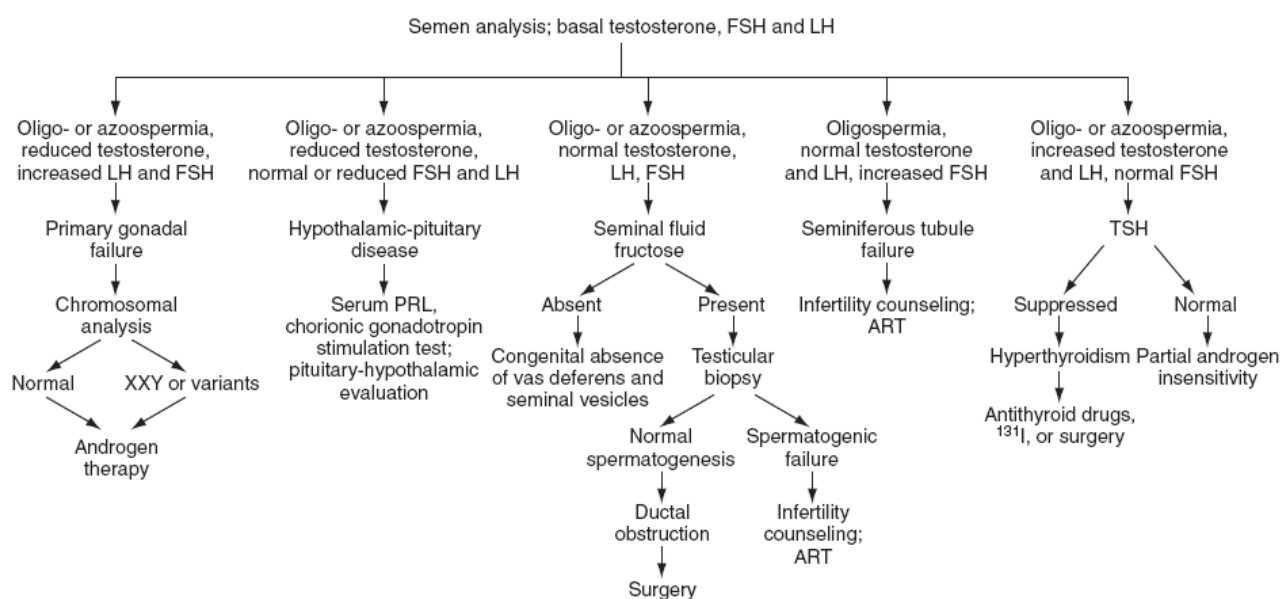 Semen analysis; basal testosterone, FSH and LH
Oligo- or azoospermia,
reduced testosterone,
increased LH and FSH
Primary gonadal
failure
Chromosomal
analysis
Normal
XXY or variants
Androgen
therapy
Oligo- or azoospermia,
reduced testosterone,
normal or reduced FSH and LH
Hypothalamic-pituitary
disease
Serum PRL,
chorionic gonadotropin
stimulation test;
pituitary-hypothalamic
evaluation
Oligo- or azoospermia,
normal testosterone,
LH, FSH
Seminal fluid
fructose
Absent
Congenital absence
of vas deferens and
seminal vesicles
Present
Testicular
biopsy
Normal
spermatogenesis
Ductal
obstruction
Surgery
Spermatogenic
failure
Infertility
counseling;
ART
Oligospermia,
normal testosterone
and LH, increased FSH
Seminiferous tubule
failure
Infertility counseling;
ART
Oligo- or azoospermia,
increased testosterone
and LH, normal FSH
TSH
Suppressed
Hyperthyroidism
Antithyroid drugs,
¹³¹I, or surgery
Normal
Partial androgen
insensitivity